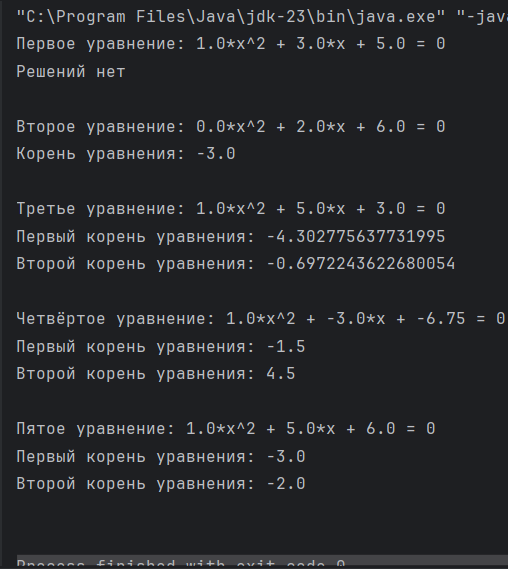 "C:\Program Files\Java\jdk-23\bin\java.exe" "-java
Первое уравнение: 1.0*x^2 + 3.0*x + 5.0 = 0
Решений нет
Второе уравнение: 0.0*x^2 + 2.0*x + 6.0 = 0
Корень уравнения: -3.0
Третье уравнение: 1.0*x^2 + 5.0*x + 3.0 = 0
Первый корень уравнения: -4.302775637731995
Второй корень уравнения: -0.6972243622680054
Четвёртое уравнение: 1.0*x^2 + -3.0*x + -6.75 = 0
Первый корень уравнения: -1.5
Второй корень уравнения: 4.5
Пятое уравнение: 1.0*x^2 + 5.0*x + 6.0 = 0
Первый корень уравнения: -3.0
Второй корень уравнения: -2.0
Process finished with exit code 0